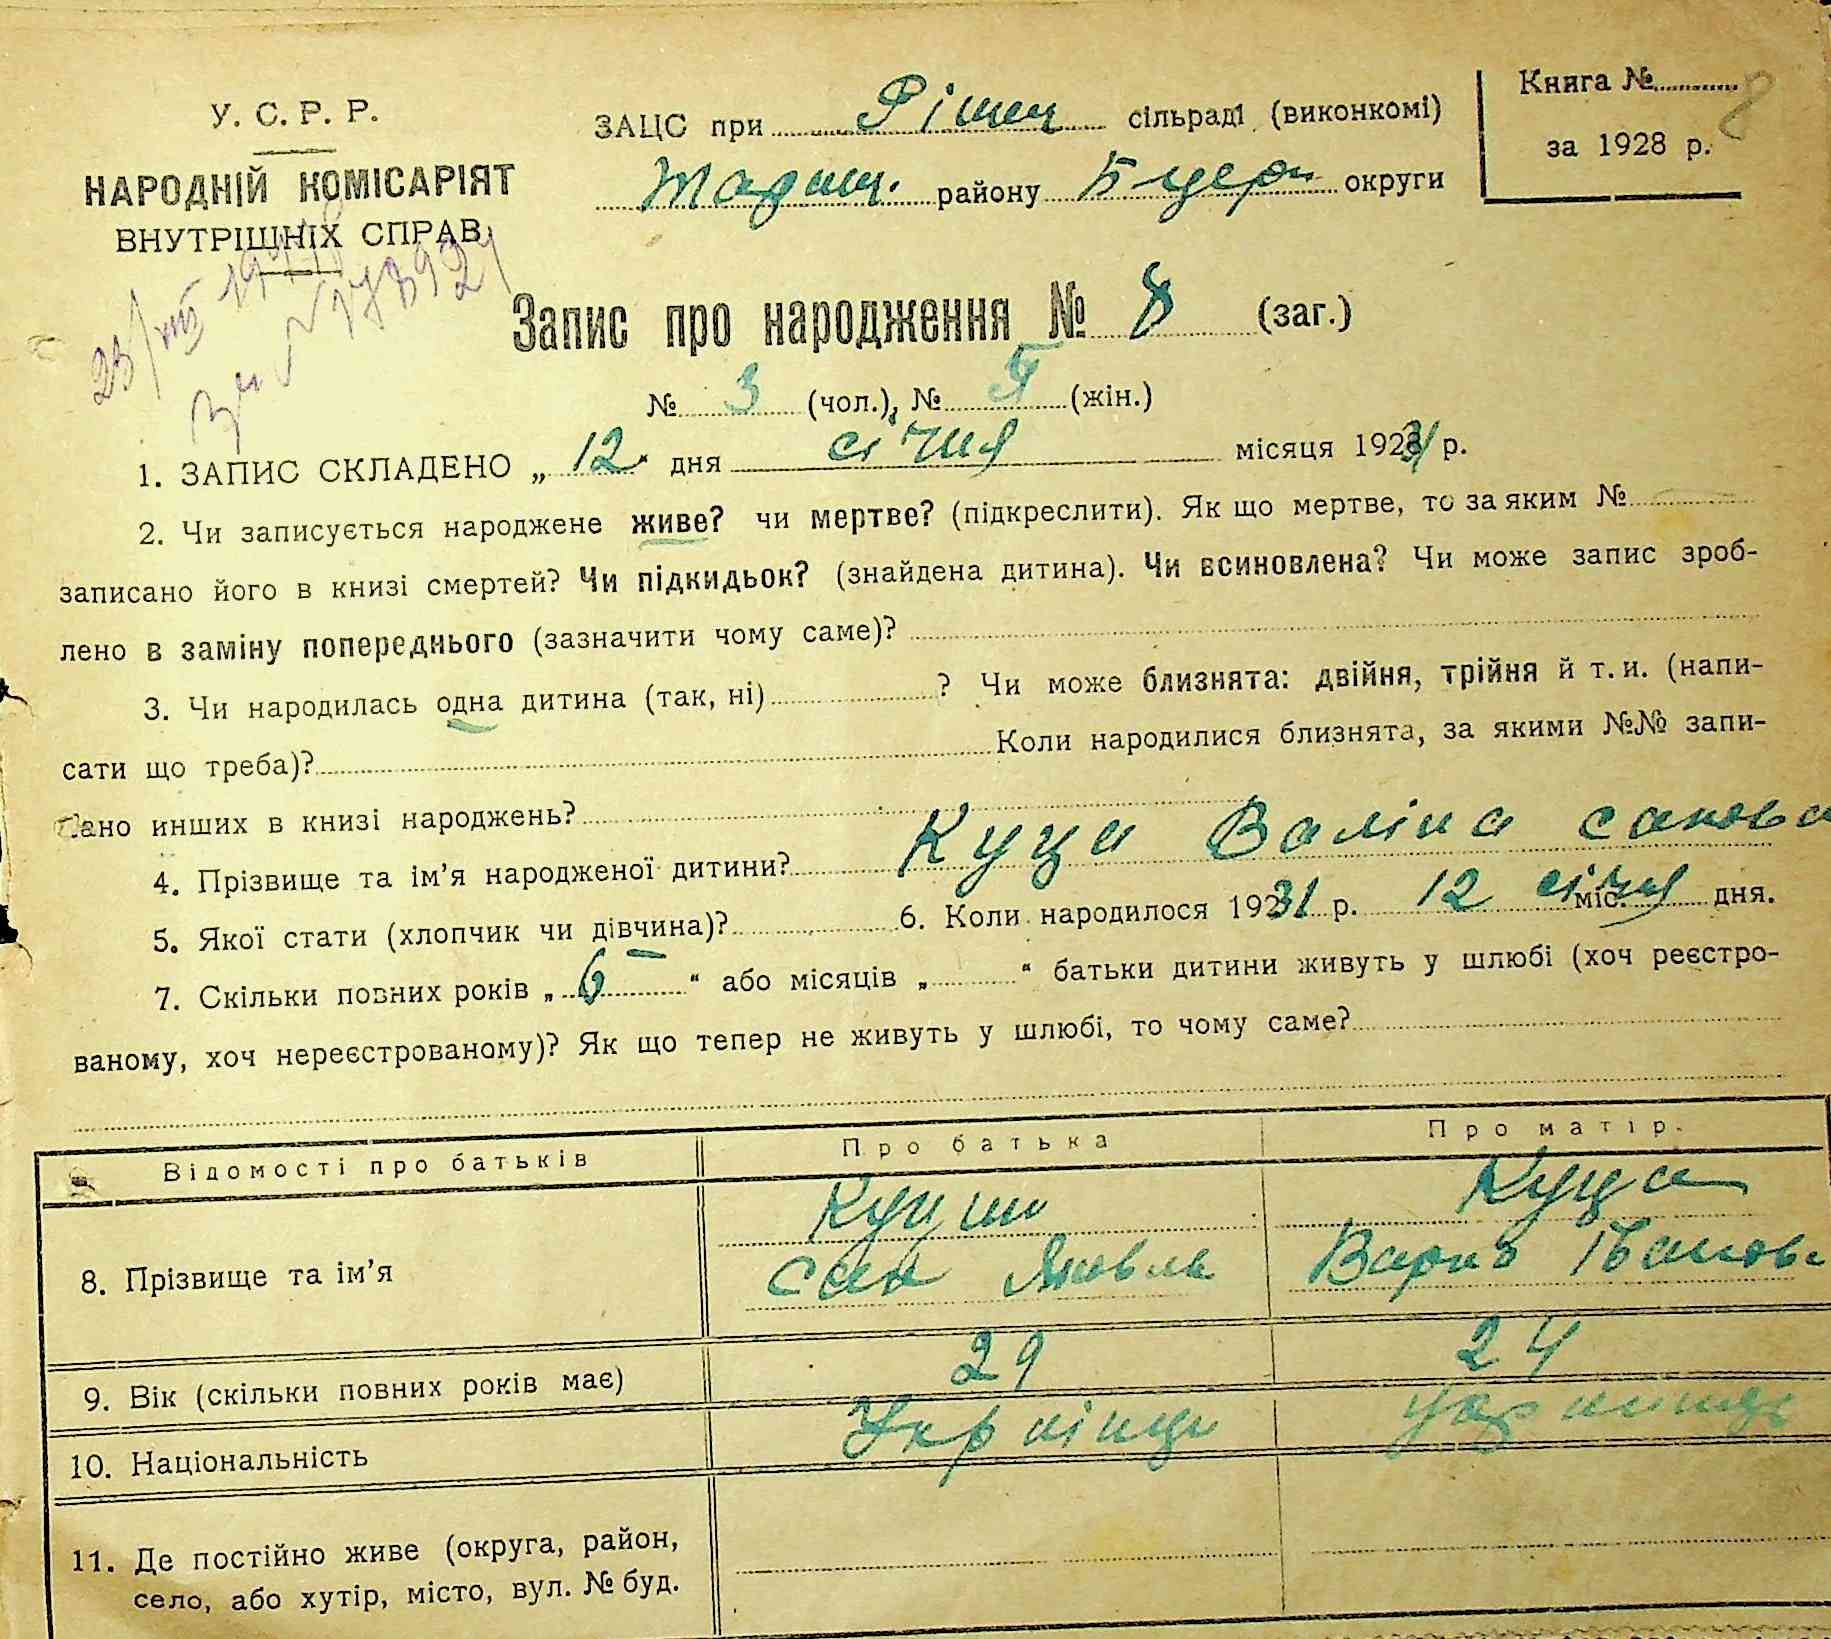 У. С. Р. Р.
НАРОДНІЙ КОМІСАРІЯТ
ВНУТРІШНІХ СПРАВ
ЗАЦС при сільраді (виконкомі)
району округи
Книга №
за 1928 р.
8
Запис про народження № 8 (заг.)
№ 3 (чол.), № 5 (жін.)
1. ЗАПИС СКЛАДЕНО „ 12 “ дня січня місяця 1931 р.
2. Чи записується народжене живе? чи мертве? (підкреслити). Як що мертве, то за яким №
записано його в книзі смертей? Чи підкидьок? (знайдена дитина). Чи всиновлена? Чи може запис зроб-
лено в заміну попереднього (зазначити чому саме)?
3. Чи народилась одна дитина (так, ні) ? Чи може близнята: двійня, трійня й т. и. (напи-
сати що треба)? Коли народилися близнята, за якими №№ запи-
сано инших в книзі народжень?
4. Прізвище та ім’я народженої дитини? Куца Валіна
5. Якої стати (хлопчик чи дівчина)? 6. Коли народилося 1931 р. 12 січня міс. дня.
7. Скільки повних років „ 6 “ або місяців „ “ батьки дитини живуть у шлюбі (хоч реєстро-
ваному, хоч нереєстрованому)? Як що тепер не живуть у шлюбі, то чому саме?
Відомості про батьків Про батька Про матір.
8. Прізвище та ім’я Куций Куца
Варка Іванов
9. Вік (скільки повних років має) 29 24
10. Національність Українці
11. Де постійно живе (округа, район,
село, або хутір, місто, вул. № буд.